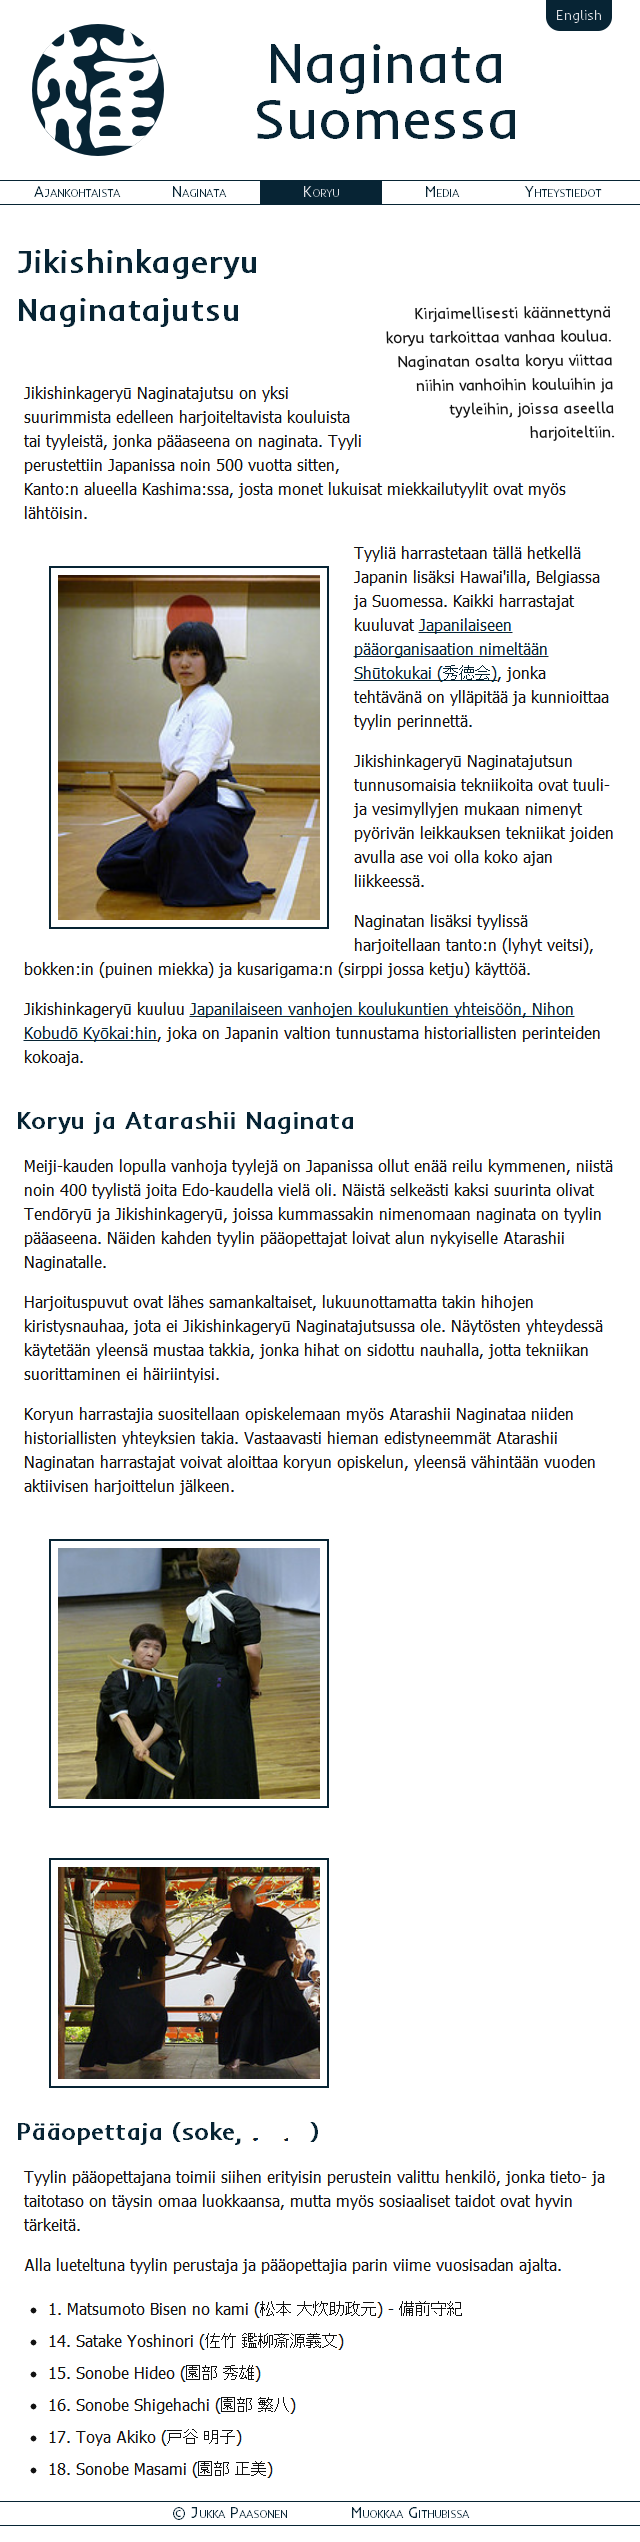 English
Naginata
Suomessa
Ajankohtaista Naginata Koryu Media Yhteystiedot
Jikishinkageryu
Naginatajutsu
Kirjaimellisesti käännettynä
koryu tarkoittaa vanhaa koulua.
Naginatan osalta koryu viittaa
niihin vanhoihin kouluihin ja
tyyleihin, joissa aseella
harjoiteltiin.
Jikishinkageryū Naginatajutsu on yksi
suurimmista edelleen harjoiteltavista kouluista
tai tyyleistä, jonka pääaseena on naginata. Tyyli
perustettiin Japanissa noin 500 vuotta sitten,
Kanto:n alueella Kashima:ssa, josta monet lukuisat miekkailutyylit ovat myös
lähtöisin.
Tyyliä harrastetaan tällä hetkellä
Japanin lisäksi Hawai'illa, Belgiassa
ja Suomessa. Kaikki harrastajat
kuuluvat Japanilaiseen
pääorganisaation nimeltään
Shūtokukai (秀徳会), jonka
tehtävänä on ylläpitää ja kunnioittaa
tyylin perinnettä.
Jikishinkageryū Naginatajutsun
tunnusomaisia tekniikoita ovat tuuli-
ja vesimyllyjen mukaan nimenyt
pyörivän leikkauksen tekniikat joiden
avulla ase voi olla koko ajan
liikkeessä.
Naginatan lisäksi tyylissä
harjoitellaan tanto:n (lyhyt veitsi),
bokken:in (puinen miekka) ja kusarigama:n (sirppi jossa ketju) käyttöä.
Jikishinkageryū kuuluu Japanilaiseen vanhojen koulukuntien yhteisöön, Nihon
Kobudō Kyōkai:hin, joka on Japanin valtion tunnustama historiallisten perinteiden
kokoaja.
Koryu ja Atarashii Naginata
Meiji-kauden lopulla vanhoja tyylejä on Japanissa ollut enää reilu kymmenen, niistä
noin 400 tyylistä joita Edo-kaudella vielä oli. Näistä selkeästi kaksi suurinta olivat
Tendōryū ja Jikishinkageryū, joissa kummassakin nimenomaan naginata on tyylin
pääaseena. Näiden kahden tyylin pääopettajat loivat alun nykyiselle Atarashii
Naginatalle.
Harjoituspuvut ovat lähes samankaltaiset, lukuunottamatta takin hihojen
kiristysnauhaa, jota ei Jikishinkageryū Naginatajutsussa ole. Näytösten yhteydessä
käytetään yleensä mustaa takkia, jonka hihat on sidottu nauhalla, jotta tekniikan
suorittaminen ei häiriintyisi.
Koryun harrastajia suositellaan opiskelemaan myös Atarashii Naginataa niiden
historiallisten yhteyksien takia. Vastaavasti hieman edistyneemmät Atarashii
Naginatan harrastajat voivat aloittaa koryun opiskelun, yleensä vähintään vuoden
aktiivisen harjoittelun jälkeen.
Pääopettaja (soke, )
Tyylin pääopettajana toimii siihen erityisin perustein valittu henkilö, jonka tieto- ja
taitotaso on täysin omaa luokkaansa, mutta myös sosiaaliset taidot ovat hyvin
tärkeitä.
Alla lueteltuna tyylin perustaja ja pääopettajia parin viime vuosisadan ajalta.
• 1. Matsumoto Bisen no kami (松本 大炊助政元) - 備前守紀
• 14. Satake Yoshinori (佐竹 鑑柳斎源義文)
• 15. Sonobe Hideo (園部 秀雄)
• 16. Sonobe Shigehachi (園部 繁八)
• 17. Toya Akiko (戸谷 明子)
• 18. Sonobe Masami (園部 正美)
© Jukka Paasonen Muokkaa Githubissa